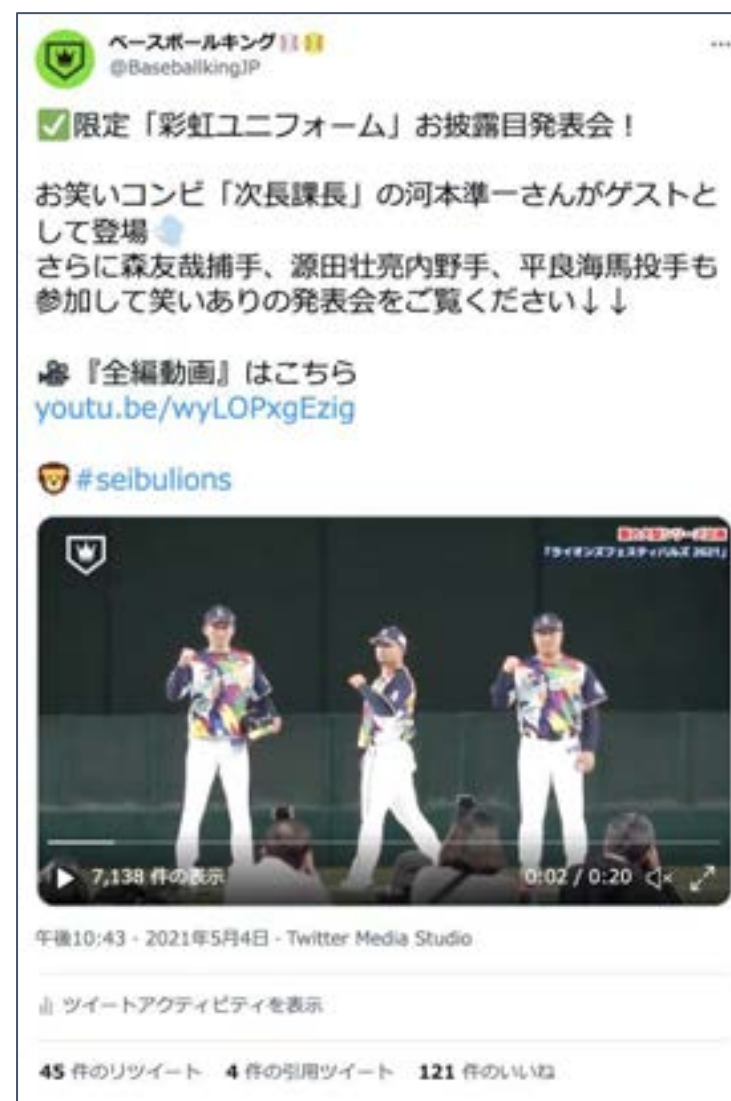 ベースボールキング
@BaseballkingJP
✅限定「彩虹ユニフォーム」お披露目発表会！
お笑いコンビ「次長課長」の河本準一さんがゲストと
して登場
さらに森友哉捕手、源田壮亮内野手、平良海馬投手も
参加して笑いありの発表会をご覧ください↓↓
🎥『全編動画』はこちら
youtu.be/wyLOPxgEzig
🦁#seibulions
「ライオンズフェスティバルズ 2021」
7,138 件の表示
0:02 / 0:20
午後10:43 · 2021年5月4日 · Twitter Media Studio
ツイートアクティビティを表示
45 件のリツイート 4 件の引用ツイート 121 件のいいね